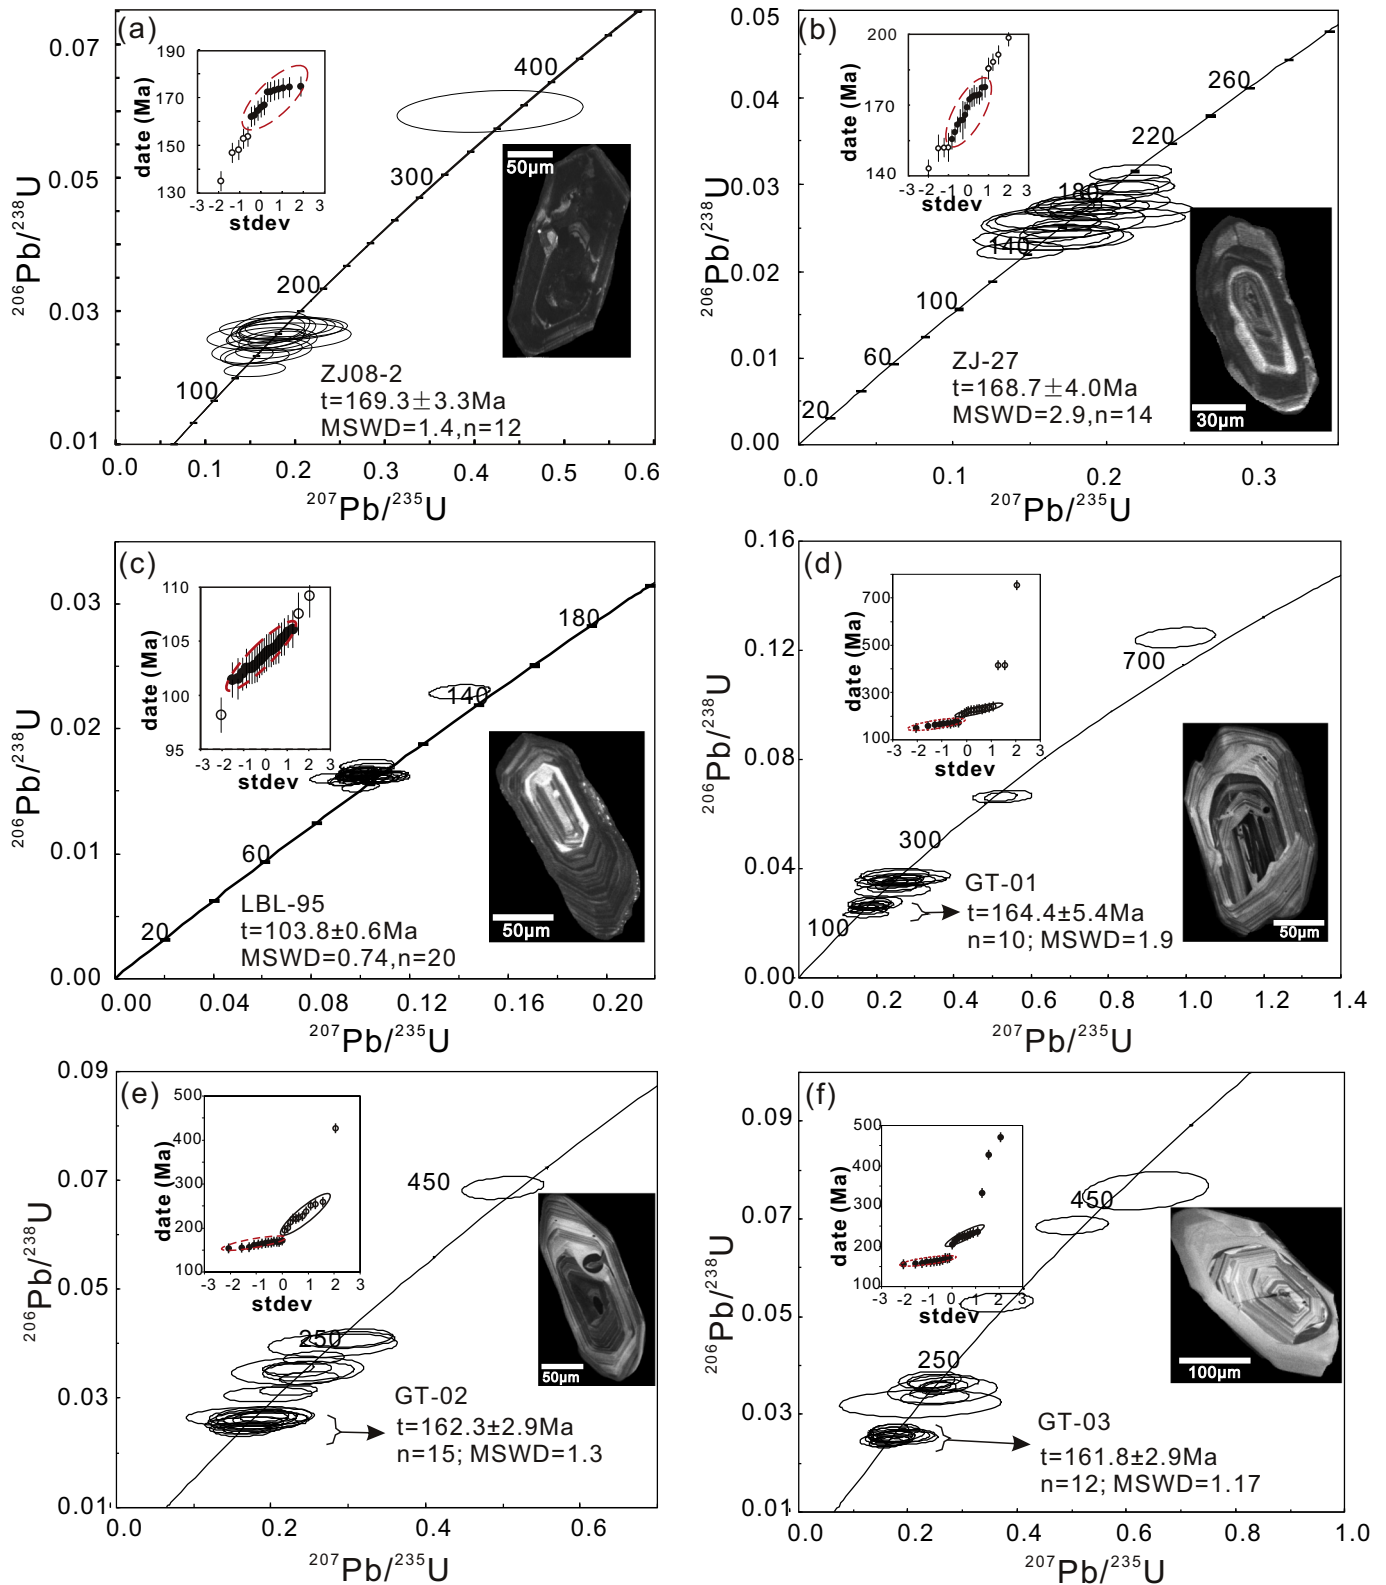 (a)
0.07
0.05
0.03
0.01
206Pb/238U
190
170
150
130
date (Ma)
-3 -2 -1 0 1 2 3
stdev
400
300
200
100
50μm
ZJ08-2
t=169.3±3.3Ma
MSWD=1.4,n=12
0.0 0.1 0.2 0.3 0.4 0.5 0.6
207Pb/235U
(b)
0.05
0.04
0.03
0.02
0.01
0.00
206Pb/238U
200
170
140
date (Ma)
-3 -2 -1 0 1 2 3
stdev
260
220
180
140
100
60
20
30μm
ZJ-27
t=168.7±4.0Ma
MSWD=2.9,n=14
0.0 0.1 0.2 0.3
207Pb/235U
(c)
0.03
0.02
0.01
0.00
206Pb/238U
110
105
100
95
date (Ma)
-3 -2 -1 0 1 2 3
stdev
180
140
60
20
50μm
LBL-95
t=103.8±0.6Ma
MSWD=0.74,n=20
0.00 0.04 0.08 0.12 0.16 0.20
207Pb/235U
(d)
0.16
0.12
0.08
0.04
0.00
206Pb/238U
700
500
300
100
date (Ma)
-3 -2 -1 0 1 2 3
stdev
700
300
100
50μm
GT-01
t=164.4±5.4Ma
n=10; MSWD=1.9
0.0 0.2 0.4 0.6 0.8 1.0 1.2 1.4
207Pb/235U
(e)
0.09
0.07
0.05
0.03
0.01
206Pb/238U
500
400
300
200
100
date (Ma)
-3 -2 -1 0 1 2 3
stdev
450
250
50μm
GT-02
t=162.3±2.9Ma
n=15; MSWD=1.3
0.0 0.2 0.4 0.6
207Pb/235U
(f)
0.09
0.07
0.05
0.03
0.01
206Pb/238U
500
400
300
200
100
date (Ma)
-3 -2 -1 0 1 2 3
stdev
450
250
100μm
GT-03
t=161.8±2.9Ma
n=12; MSWD=1.17
0.0 0.2 0.4 0.6 0.8 1.0
207Pb/235U